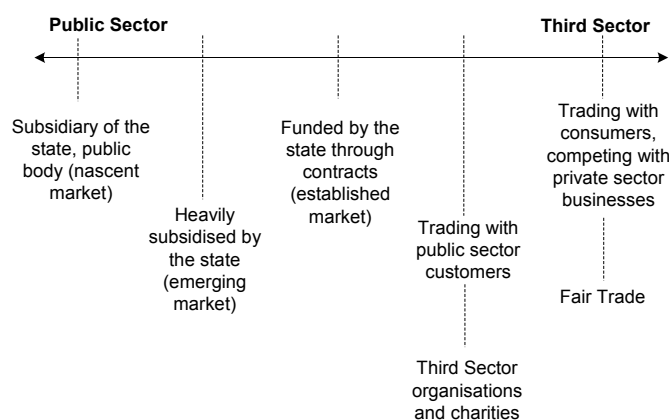 Public Sector
Third Sector
Subsidiary of the
state, public
body (nascent
market)
Heavily
subsidised by
the state
(emerging
market)
Funded by the
state through
contracts
(established
market)
Trading with
public sector
customers
Third Sector
organisations
and charities
Trading with
consumers,
competing with
private sector
businesses
Fair Trade